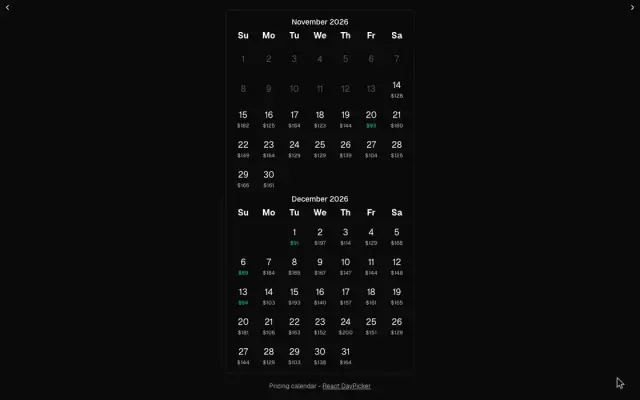 November 2026
Su Mo Tu We Th Fr Sa
1 2 3 4 5 6 7
8 9 10 11 12 13 14
$128
15 16 17 18 19 20 21
$182 $125 $194 $123 $144 $93 $180
22 23 24 25 26 27 28
$149 $184 $129 $129 $139 $104 $125
29 30
$166 $161
December 2026
Su Mo Tu We Th Fr Sa
1 2 3 4 5
$91 $197 $114 $129 $168
6 7 8 9 10 11 12
$89 $184 $189 $167 $147 $144 $148
13 14 15 16 17 18 19
$94 $103 $193 $140 $157 $161 $165
20 21 22 23 24 25 26
$181 $106 $163 $152 $200 $151 $129
27 28 29 30 31
$144 $129 $103 $138 $164
Pricing calendar - React DayPicker